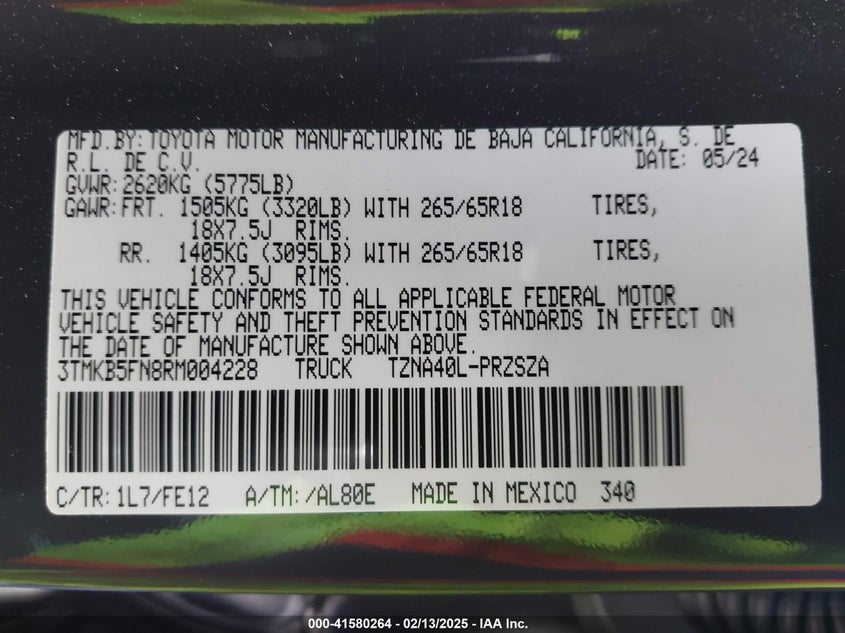 MFD.BY: TOYOTA MOTOR MANUFACTURING DE BAJA CALIFORNIA, S. DE
R.L. DE C.V. DATE: 05/24
GVWR: 2620KG (5775LB)
GAWR: FRT. 1505KG (3320LB) WITH 265/65R18 TIRES,
18X7.5J RIMS.
RR. 1405KG (3095LB) WITH 265/65R18 TIRES,
18X7.5J RIMS.
THIS VEHICLE CONFORMS TO ALL APPLICABLE FEDERAL MOTOR
VEHICLE SAFETY AND THEFT PREVENTION STANDARDS IN EFFECT ON
THE DATE OF MANUFACTURE SHOWN ABOVE.
3TMKB5FN8RM004228 TRUCK TZNA40L-PRZSZA
C/TR: 1L7/FE12 A/TM: /AL80E MADE IN MEXICO 340
000-41580264 - 02/13/2025 - IAA Inc.